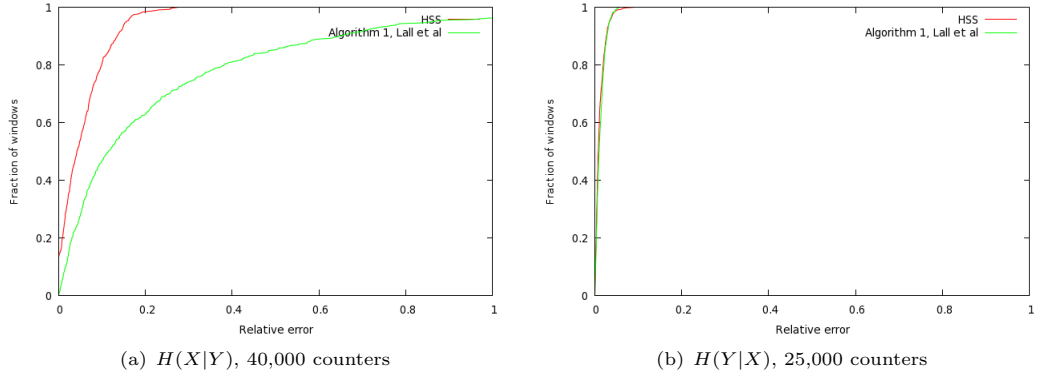 1
0.8
0.6
0.4
0.2
0
Fraction of windows
HSS
Algorithm 1, Lall et al
0 0.2 0.4 0.6 0.8 1
Relative error
(a) H(X|Y), 40,000 counters
1
0.8
0.6
0.4
0.2
0
Fraction of windows
HSS
Algorithm 1, Lall et al
0 0.2 0.4 0.6 0.8 1
Relative error
(b) H(Y|X), 25,000 counters